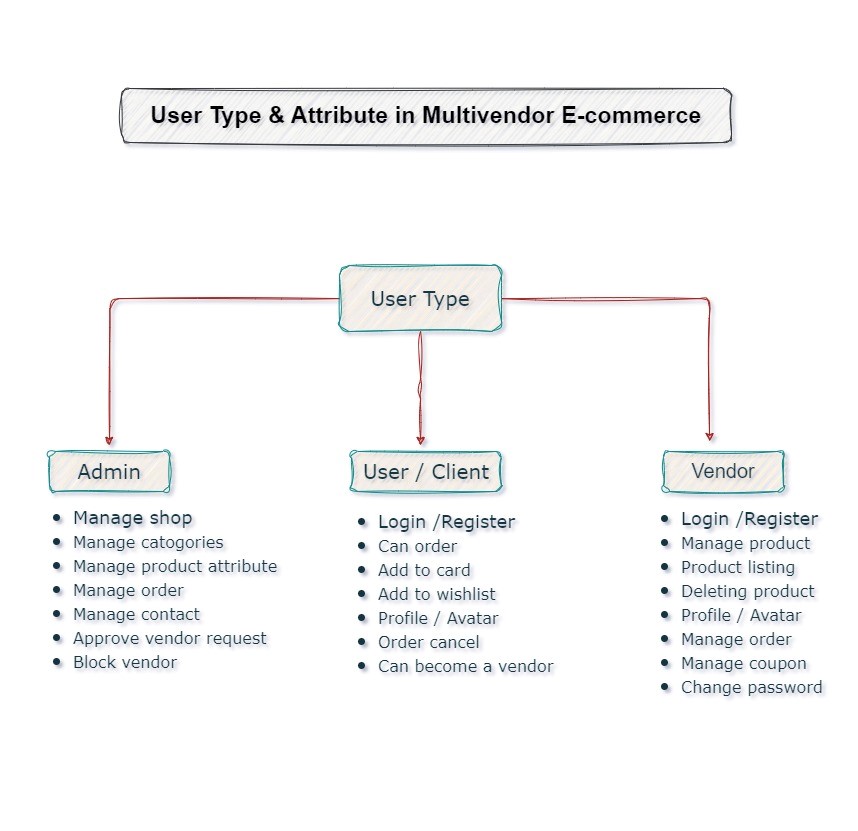 User Type & Attribute in Multivendor E-commerce
User Type
Admin
Manage shop
Manage catogories
Manage product attribute
Manage order
Manage contact
Approve vendor request
Block vendor
User / Client
Login /Register
Can order
Add to card
Add to wishlist
Profile / Avatar
Order cancel
Can become a vendor
Vendor
Login /Register
Manage product
Product listing
Deleting product
Profile / Avatar
Manage order
Manage coupon
Change password